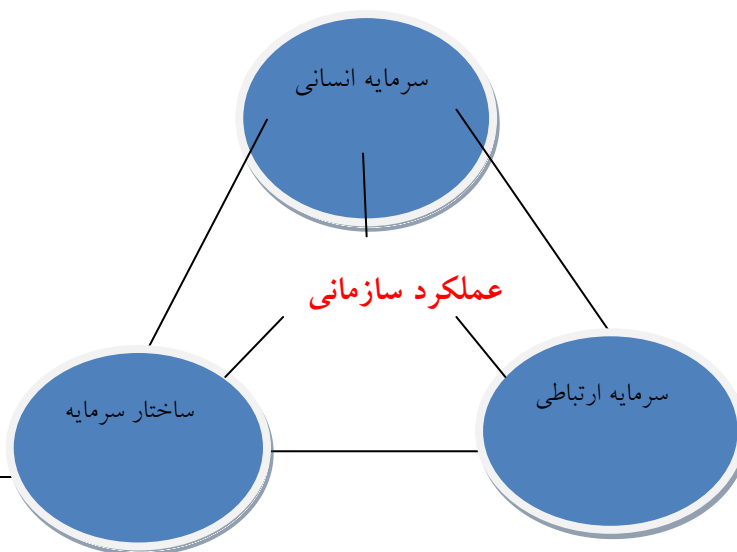 سرمایه انسانی
عملکرد سازمانی
سرمایه ارتباطی
ساختار سرمایه